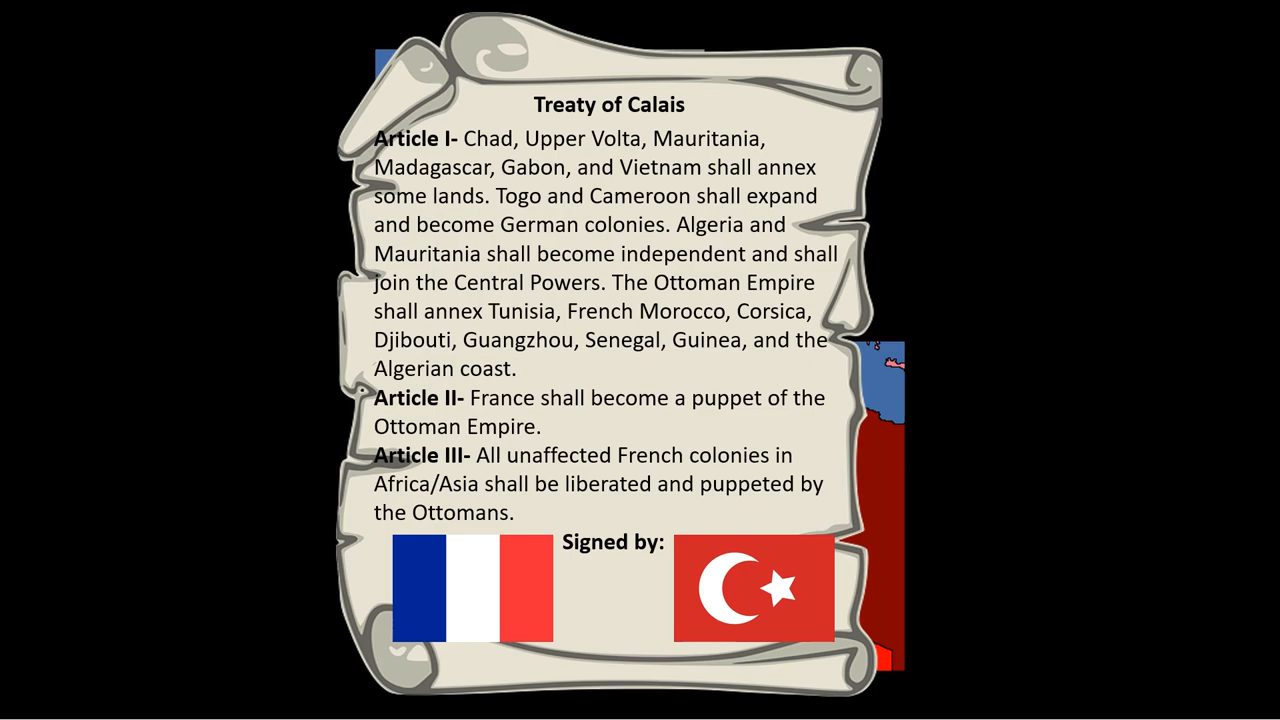 Treaty of Calais
Article I- Chad, Upper Volta, Mauritania,
Madagascar, Gabon, and Vietnam shall annex
some lands. Togo and Cameroon shall expand
and become German colonies. Algeria and
Mauritania shall become independent and shall
join the Central Powers. The Ottoman Empire
shall annex Tunisia, French Morocco, Corsica,
Djibouti, Guangzhou, Senegal, Guinea, and the
Algerian coast.
Article II- France shall become a puppet of the
Ottoman Empire.
Article III- All unaffected French colonies in
Africa/Asia shall be liberated and puppeted by
the Ottomans.
Signed by: